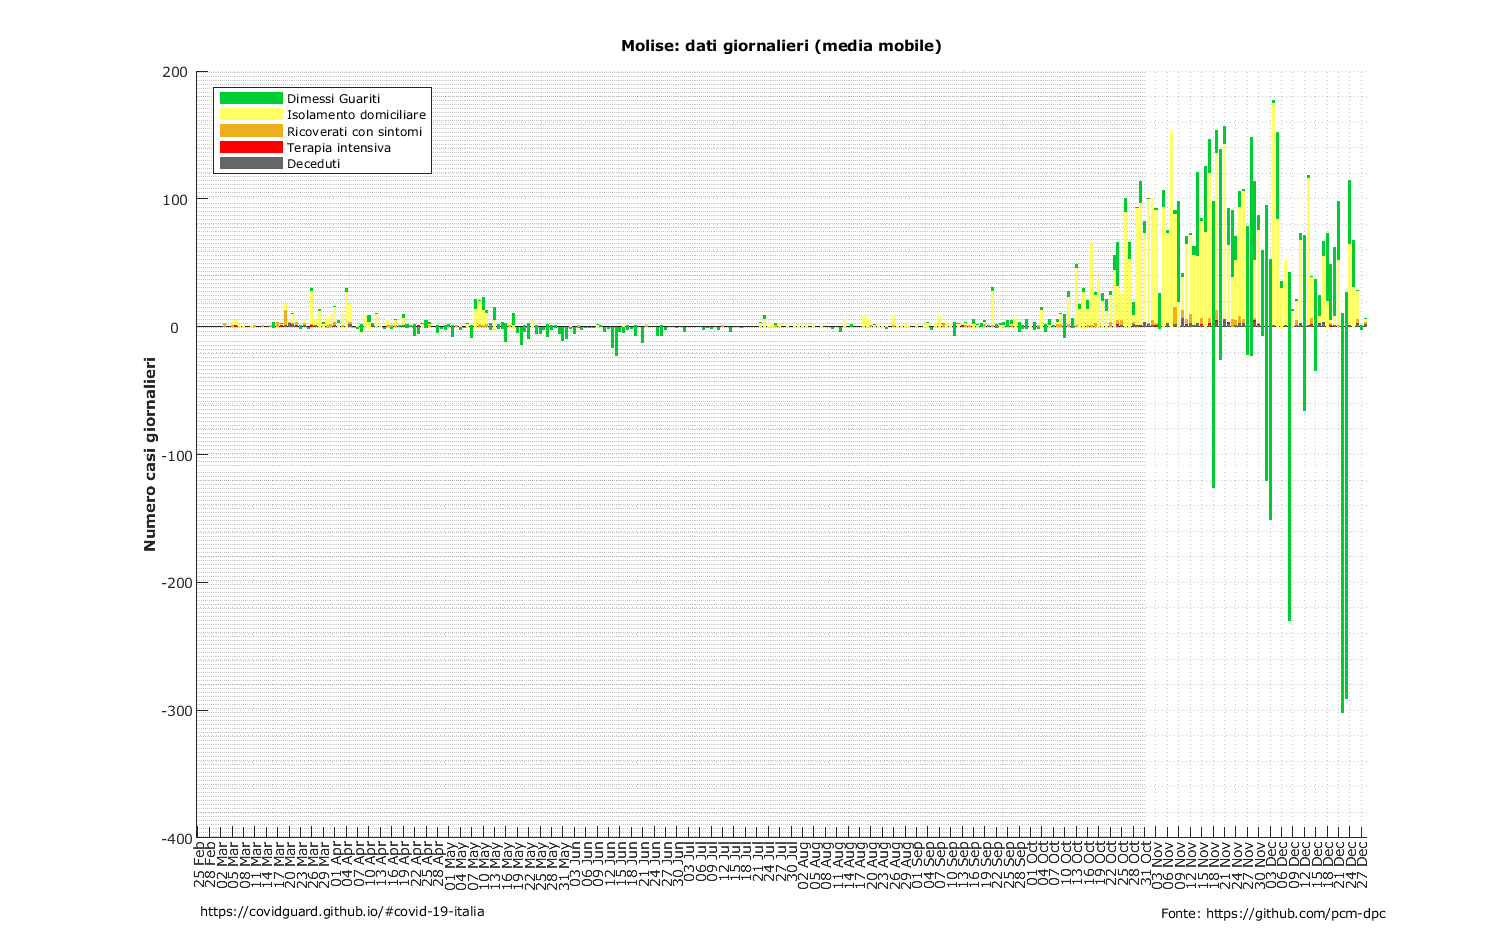 Molise: dati giornalieri (media mobile)
Dimessi Guariti
Isolamento domiciliare
Ricoverati con sintomi
Terapia intensiva
Deceduti
Numero casi giornalieri
200
100
0
-100
-200
-300
-400
25 Feb
28 Feb
02 Mar
05 Mar
08 Mar
11 Mar
14 Mar
17 Mar
20 Mar
23 Mar
26 Mar
29 Mar
01 Apr
04 Apr
07 Apr
10 Apr
13 Apr
16 Apr
19 Apr
22 Apr
25 Apr
28 Apr
01 May
04 May
07 May
10 May
13 May
16 May
19 May
22 May
25 May
28 May
31 May
03 Jun
06 Jun
09 Jun
12 Jun
15 Jun
18 Jun
21 Jun
24 Jun
27 Jun
30 Jun
03 Jul
06 Jul
09 Jul
12 Jul
15 Jul
18 Jul
21 Jul
24 Jul
27 Jul
30 Jul
02 Aug
05 Aug
08 Aug
11 Aug
14 Aug
17 Aug
20 Aug
23 Aug
26 Aug
29 Aug
01 Sep
04 Sep
07 Sep
10 Sep
13 Sep
16 Sep
19 Sep
22 Sep
25 Sep
28 Sep
01 Oct
04 Oct
07 Oct
10 Oct
13 Oct
16 Oct
19 Oct
22 Oct
25 Oct
28 Oct
31 Oct
03 Nov
06 Nov
09 Nov
12 Nov
15 Nov
18 Nov
21 Nov
24 Nov
27 Nov
30 Nov
03 Dec
06 Dec
09 Dec
12 Dec
15 Dec
18 Dec
21 Dec
24 Dec
27 Dec
https://covidguard.github.io/#covid-19-italia
Fonte: https://github.com/pcm-dpc